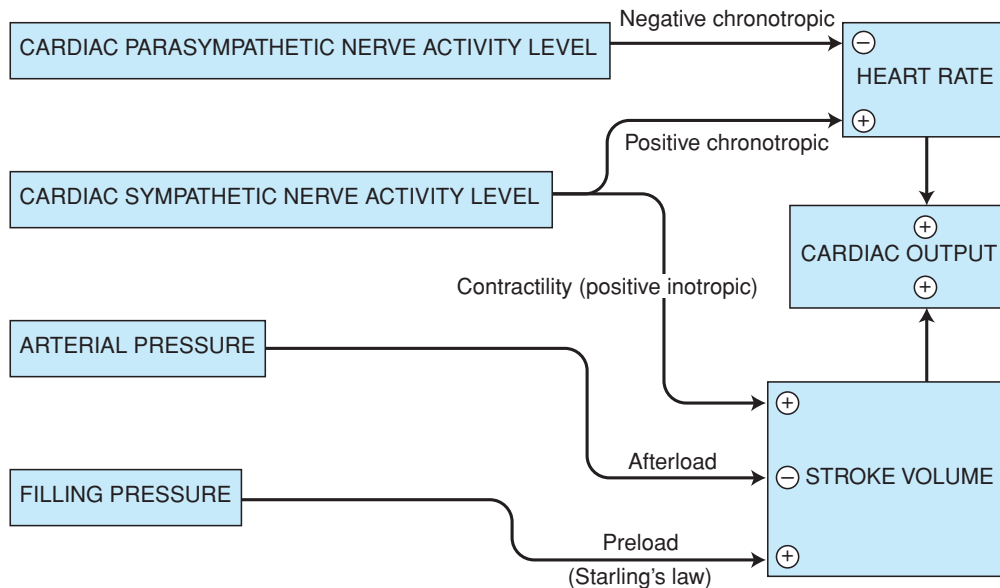 CARDIAC PARASYMPATHETIC NERVE ACTIVITY LEVEL
Negative chronotropic
−
HEART RATE
+
Positive chronotropic
CARDIAC SYMPATHETIC NERVE ACTIVITY LEVEL
+
CARDIAC OUTPUT
+
Contractility (positive inotropic)
ARTERIAL PRESSURE
+
Afterload
− STROKE VOLUME
FILLING PRESSURE
Preload
+
(Starling's law)